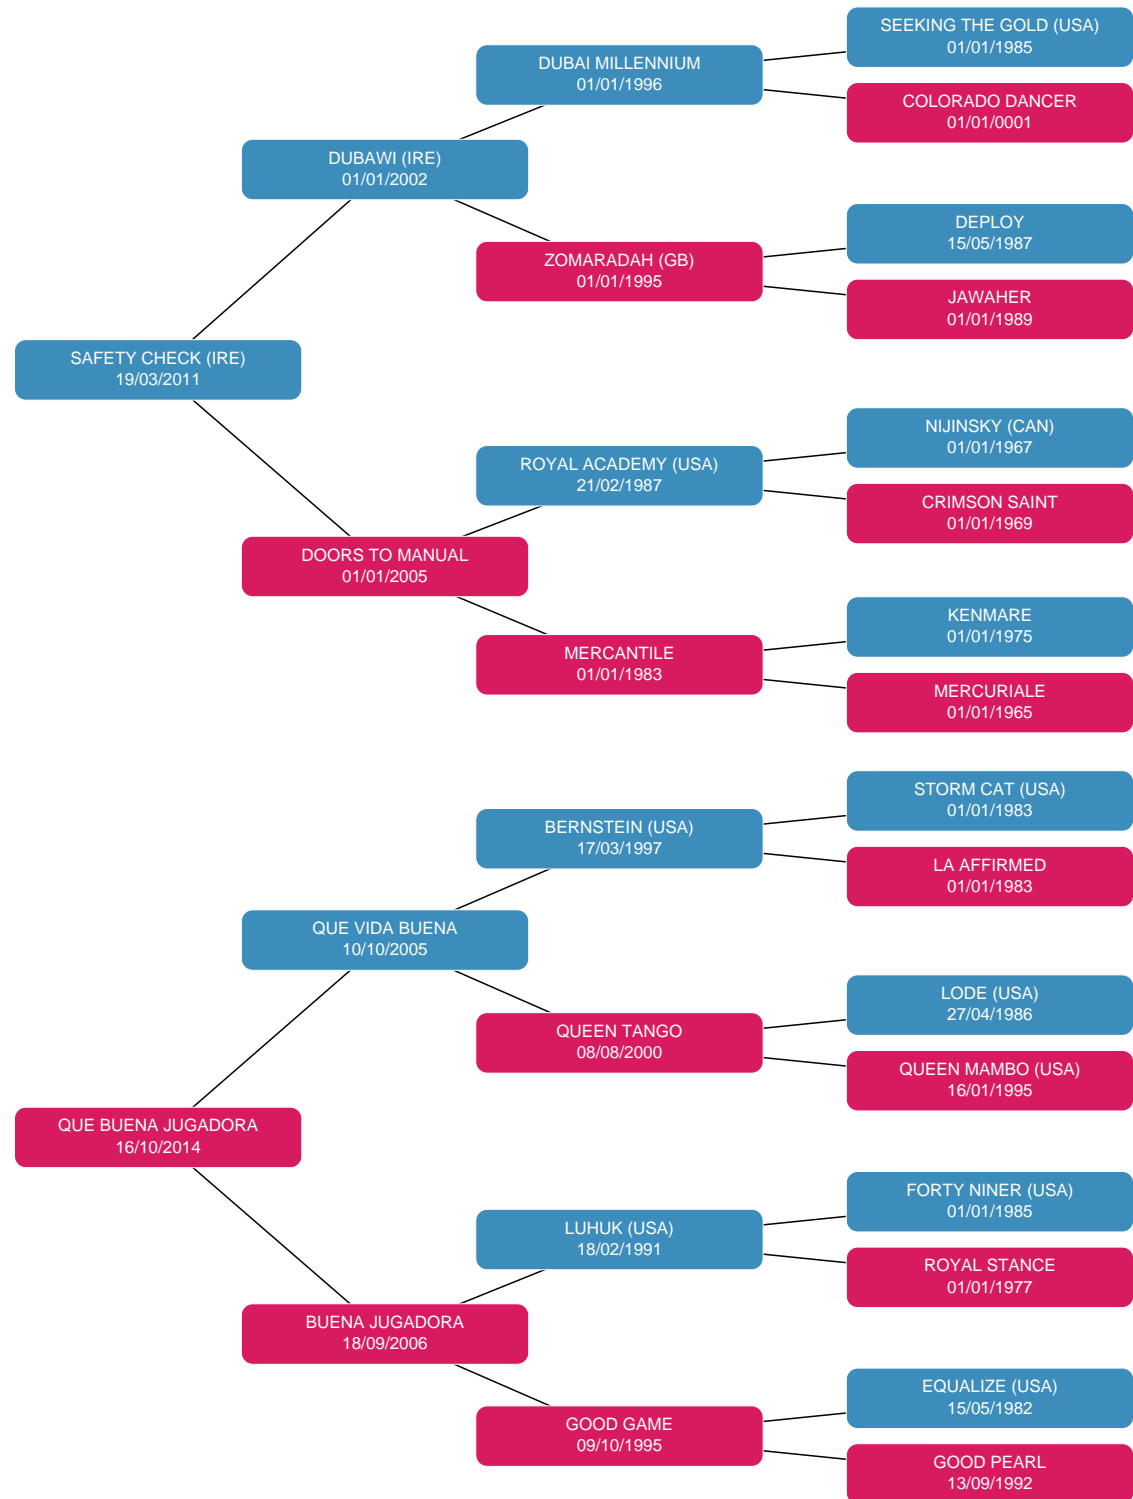 SEEKING THE GOLD (USA)
01/01/1985
DUBAI MILLENNIUM
01/01/1996
COLORADO DANCER
01/01/0001
DUBAWI (IRE)
01/01/2002
DEPLOY
15/05/1987
ZOMARADAH (GB)
01/01/1995
JAWAHER
01/01/1989
SAFETY CHECK (IRE)
19/03/2011
NIJINSKY (CAN)
01/01/1967
ROYAL ACADEMY (USA)
21/02/1987
CRIMSON SAINT
01/01/1969
DOORS TO MANUAL
01/01/2005
KENMARE
01/01/1975
MERCANTILE
01/01/1983
MERCURIALE
01/01/1965
STORM CAT (USA)
01/01/1983
BERNSTEIN (USA)
17/03/1997
LA AFFIRMED
01/01/1983
QUE VIDA BUENA
10/10/2005
LODE (USA)
27/04/1986
QUEEN TANGO
08/08/2000
QUEEN MAMBO (USA)
16/01/1995
QUE BUENA JUGADORA
16/10/2014
FORTY NINER (USA)
01/01/1985
LUHUK (USA)
18/02/1991
ROYAL STANCE
01/01/1977
BUENA JUGADORA
18/09/2006
EQUALIZE (USA)
15/05/1982
GOOD GAME
09/10/1995
GOOD PEARL
13/09/1992